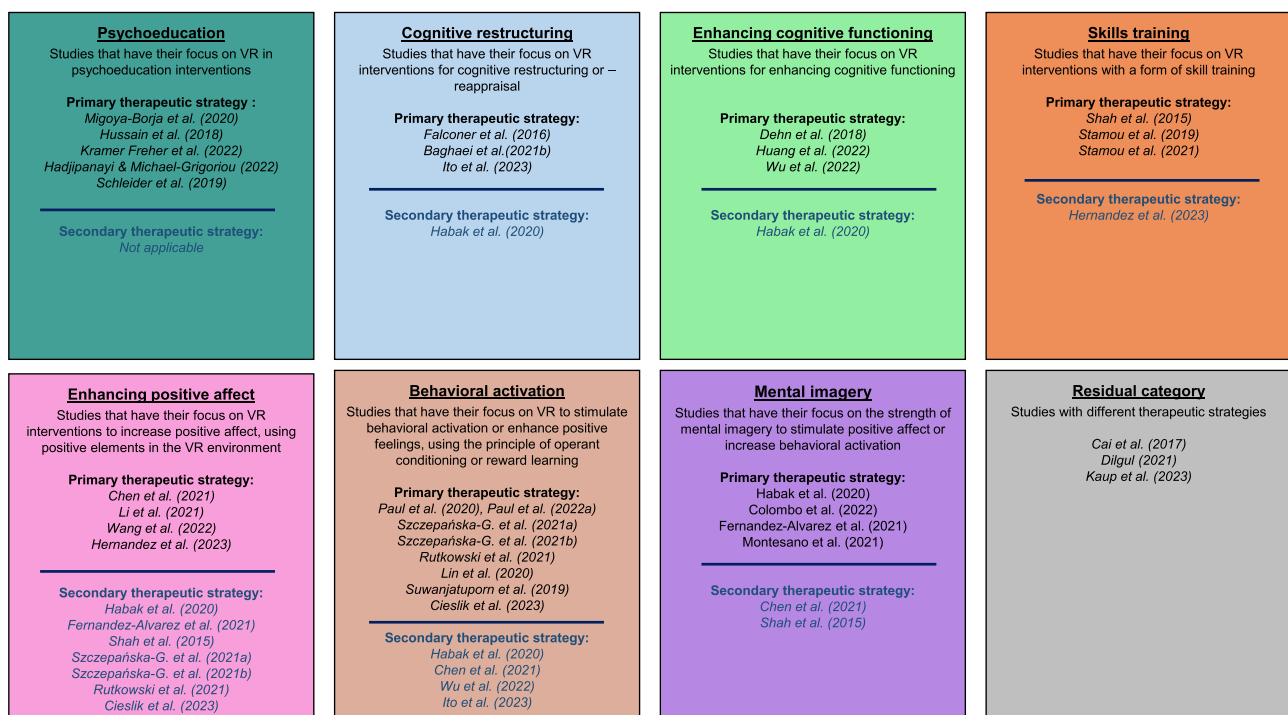 Psychoeducation
Studies that have their focus on VR in
psychoeducation interventions
Primary therapeutic strategy :
Migoya-Borja et al. (2020)
Hussain et al. (2018)
Kramer Freher et al. (2022)
Hadjipanayi & Michael-Grigoriou (2022)
Schleider et al. (2019)
Secondary therapeutic strategy:
Not applicable
Cognitive restructuring
Studies that have their focus on VR
interventions for cognitive restructuring or –
reappraisal
Primary therapeutic strategy:
Falconer et al. (2016)
Baghaei et al.(2021b)
Ito et al. (2023)
Secondary therapeutic strategy:
Habak et al. (2020)
Enhancing cognitive functioning
Studies that have their focus on VR
interventions for enhancing cognitive functioning
Primary therapeutic strategy:
Dehn et al. (2018)
Huang et al. (2022)
Wu et al. (2022)
Secondary therapeutic strategy:
Habak et al. (2020)
Skills training
Studies that have their focus on VR
interventions with a form of skill training
Primary therapeutic strategy:
Shah et al. (2015)
Stamou et al. (2019)
Stamou et al. (2021)
Secondary therapeutic strategy:
Hernandez et al. (2023)
Enhancing positive affect
Studies that have their focus on VR
interventions to increase positive affect, using
positive elements in the VR environment
Primary therapeutic strategy:
Chen et al. (2021)
Li et al. (2021)
Wang et al. (2022)
Hernandez et al. (2023)
Secondary therapeutic strategy:
Habak et al. (2020)
Fernandez-Alvarez et al. (2021)
Shah et al. (2015)
Szczepańska-G. et al. (2021a)
Szczepańska-G. et al. (2021b)
Rutkowski et al. (2021)
Cieslik et al. (2023)
Behavioral activation
Studies that have their focus on VR to stimulate
behavioral activation or enhance positive
feelings, using the principle of operant
conditioning or reward learning
Primary therapeutic strategy:
Paul et al. (2020), Paul et al. (2022a)
Szczepańska-G. et al. (2021a)
Szczepańska-G. et al. (2021b)
Rutkowski et al. (2021)
Lin et al. (2020)
Suwanjatuporn et al. (2019)
Cieslik et al. (2023)
Secondary therapeutic strategy:
Habak et al. (2020)
Chen et al. (2021)
Wu et al. (2022)
Ito et al. (2023)
Mental imagery
Studies that have their focus on the strength of
mental imagery to stimulate positive affect or
increase behavioral activation
Primary therapeutic strategy:
Habak et al. (2020)
Colombo et al. (2022)
Fernandez-Alvarez et al. (2021)
Montesano et al. (2021)
Secondary therapeutic strategy:
Chen et al. (2021)
Shah et al. (2015)
Residual category
Studies with different therapeutic strategies
Cai et al. (2017)
Dilgul (2021)
Kaup et al. (2023)